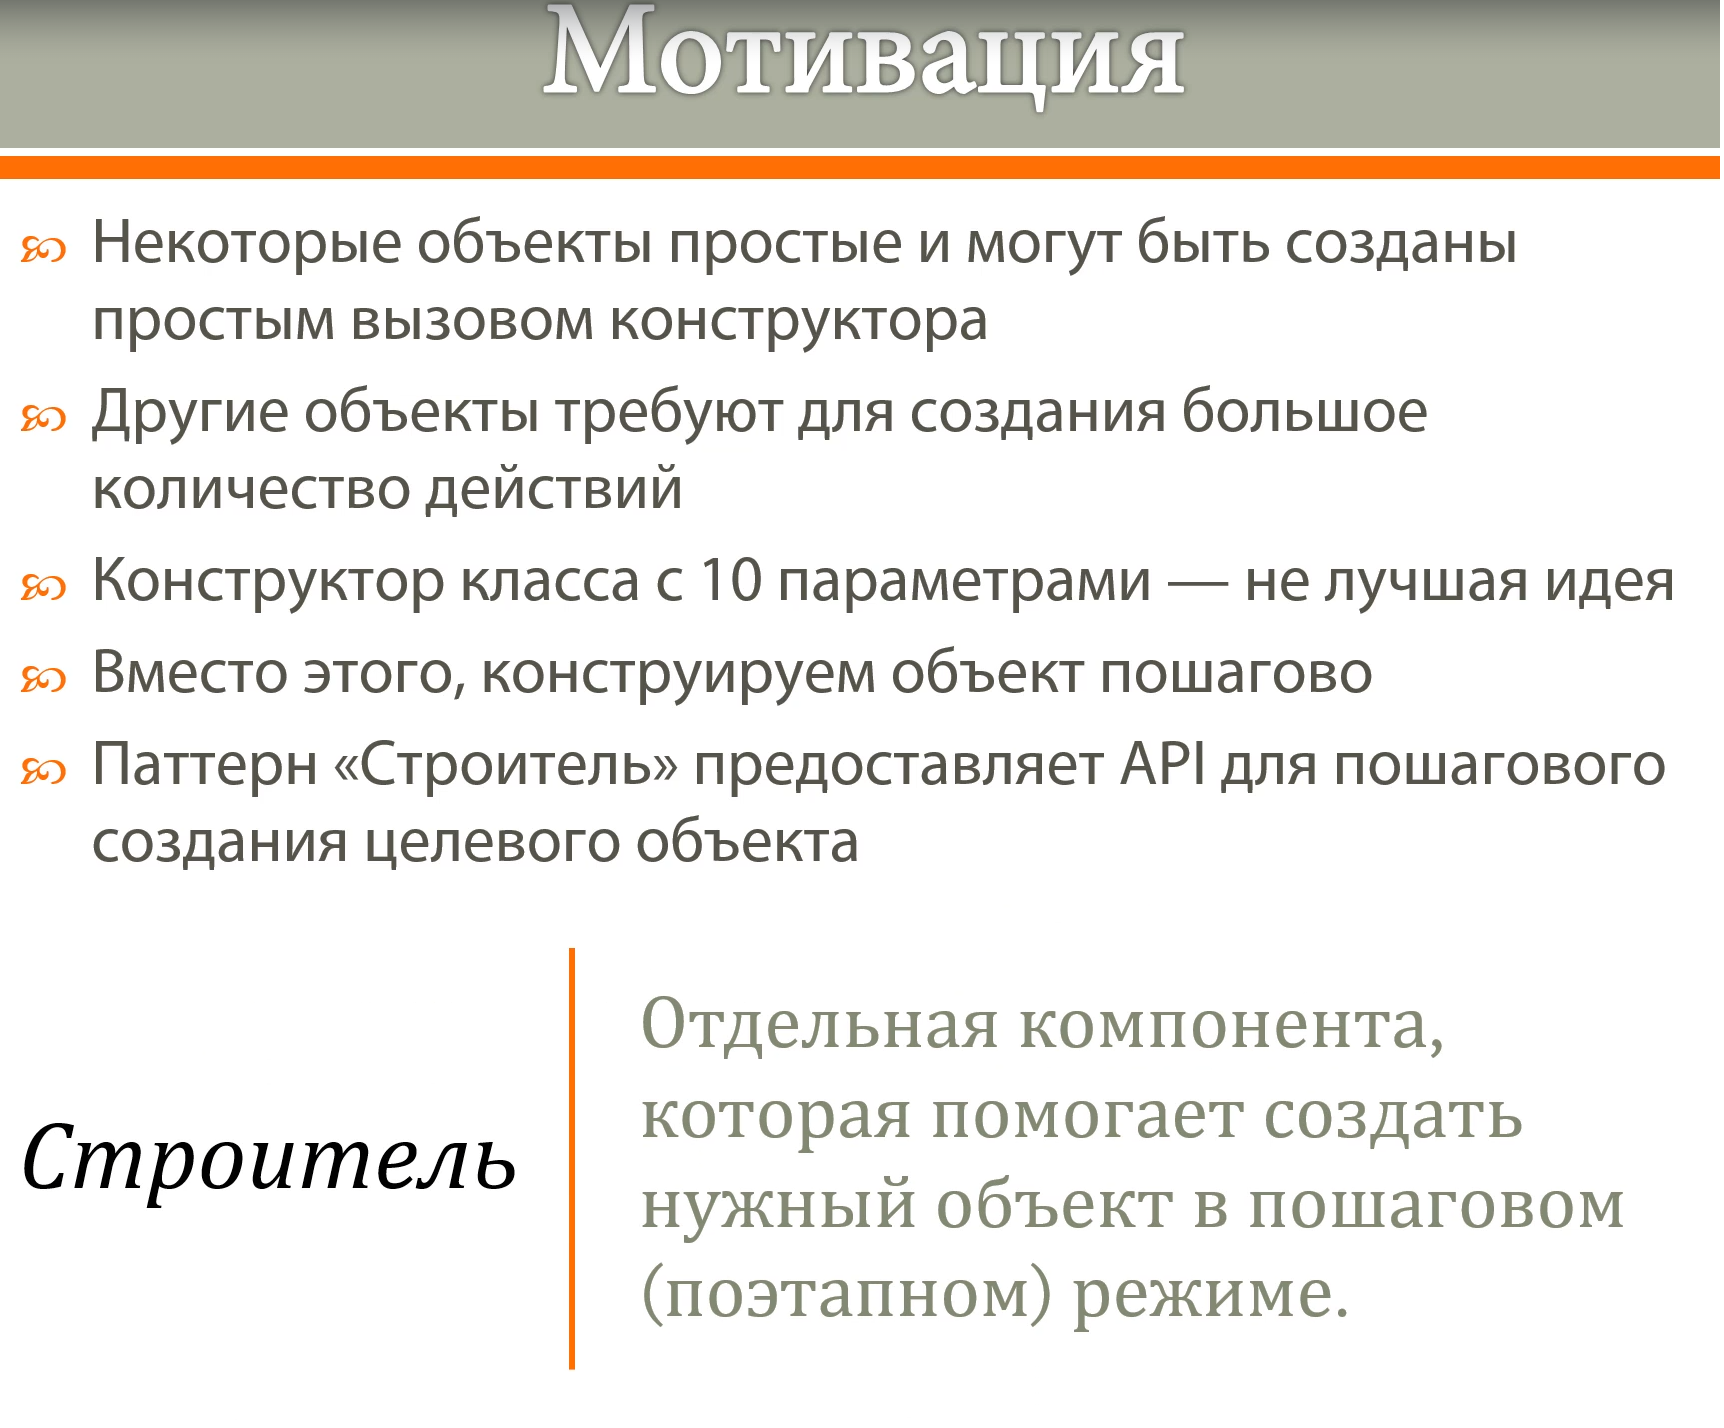 Мотивация
Некоторые объекты простые и могут быть созданы
простым вызовом конструктора
Другие объекты требуют для создания большое
количество действий
Конструктор класса с 10 параметрами — не лучшая идея
Вместо этого, конструируем объект пошагово
Паттерн «Строитель» предоставляет API для пошагового
создания целевого объекта
Строитель
Отдельная компонента,
которая помогает создать
нужный объект в пошаговом
(поэтапном) режиме.